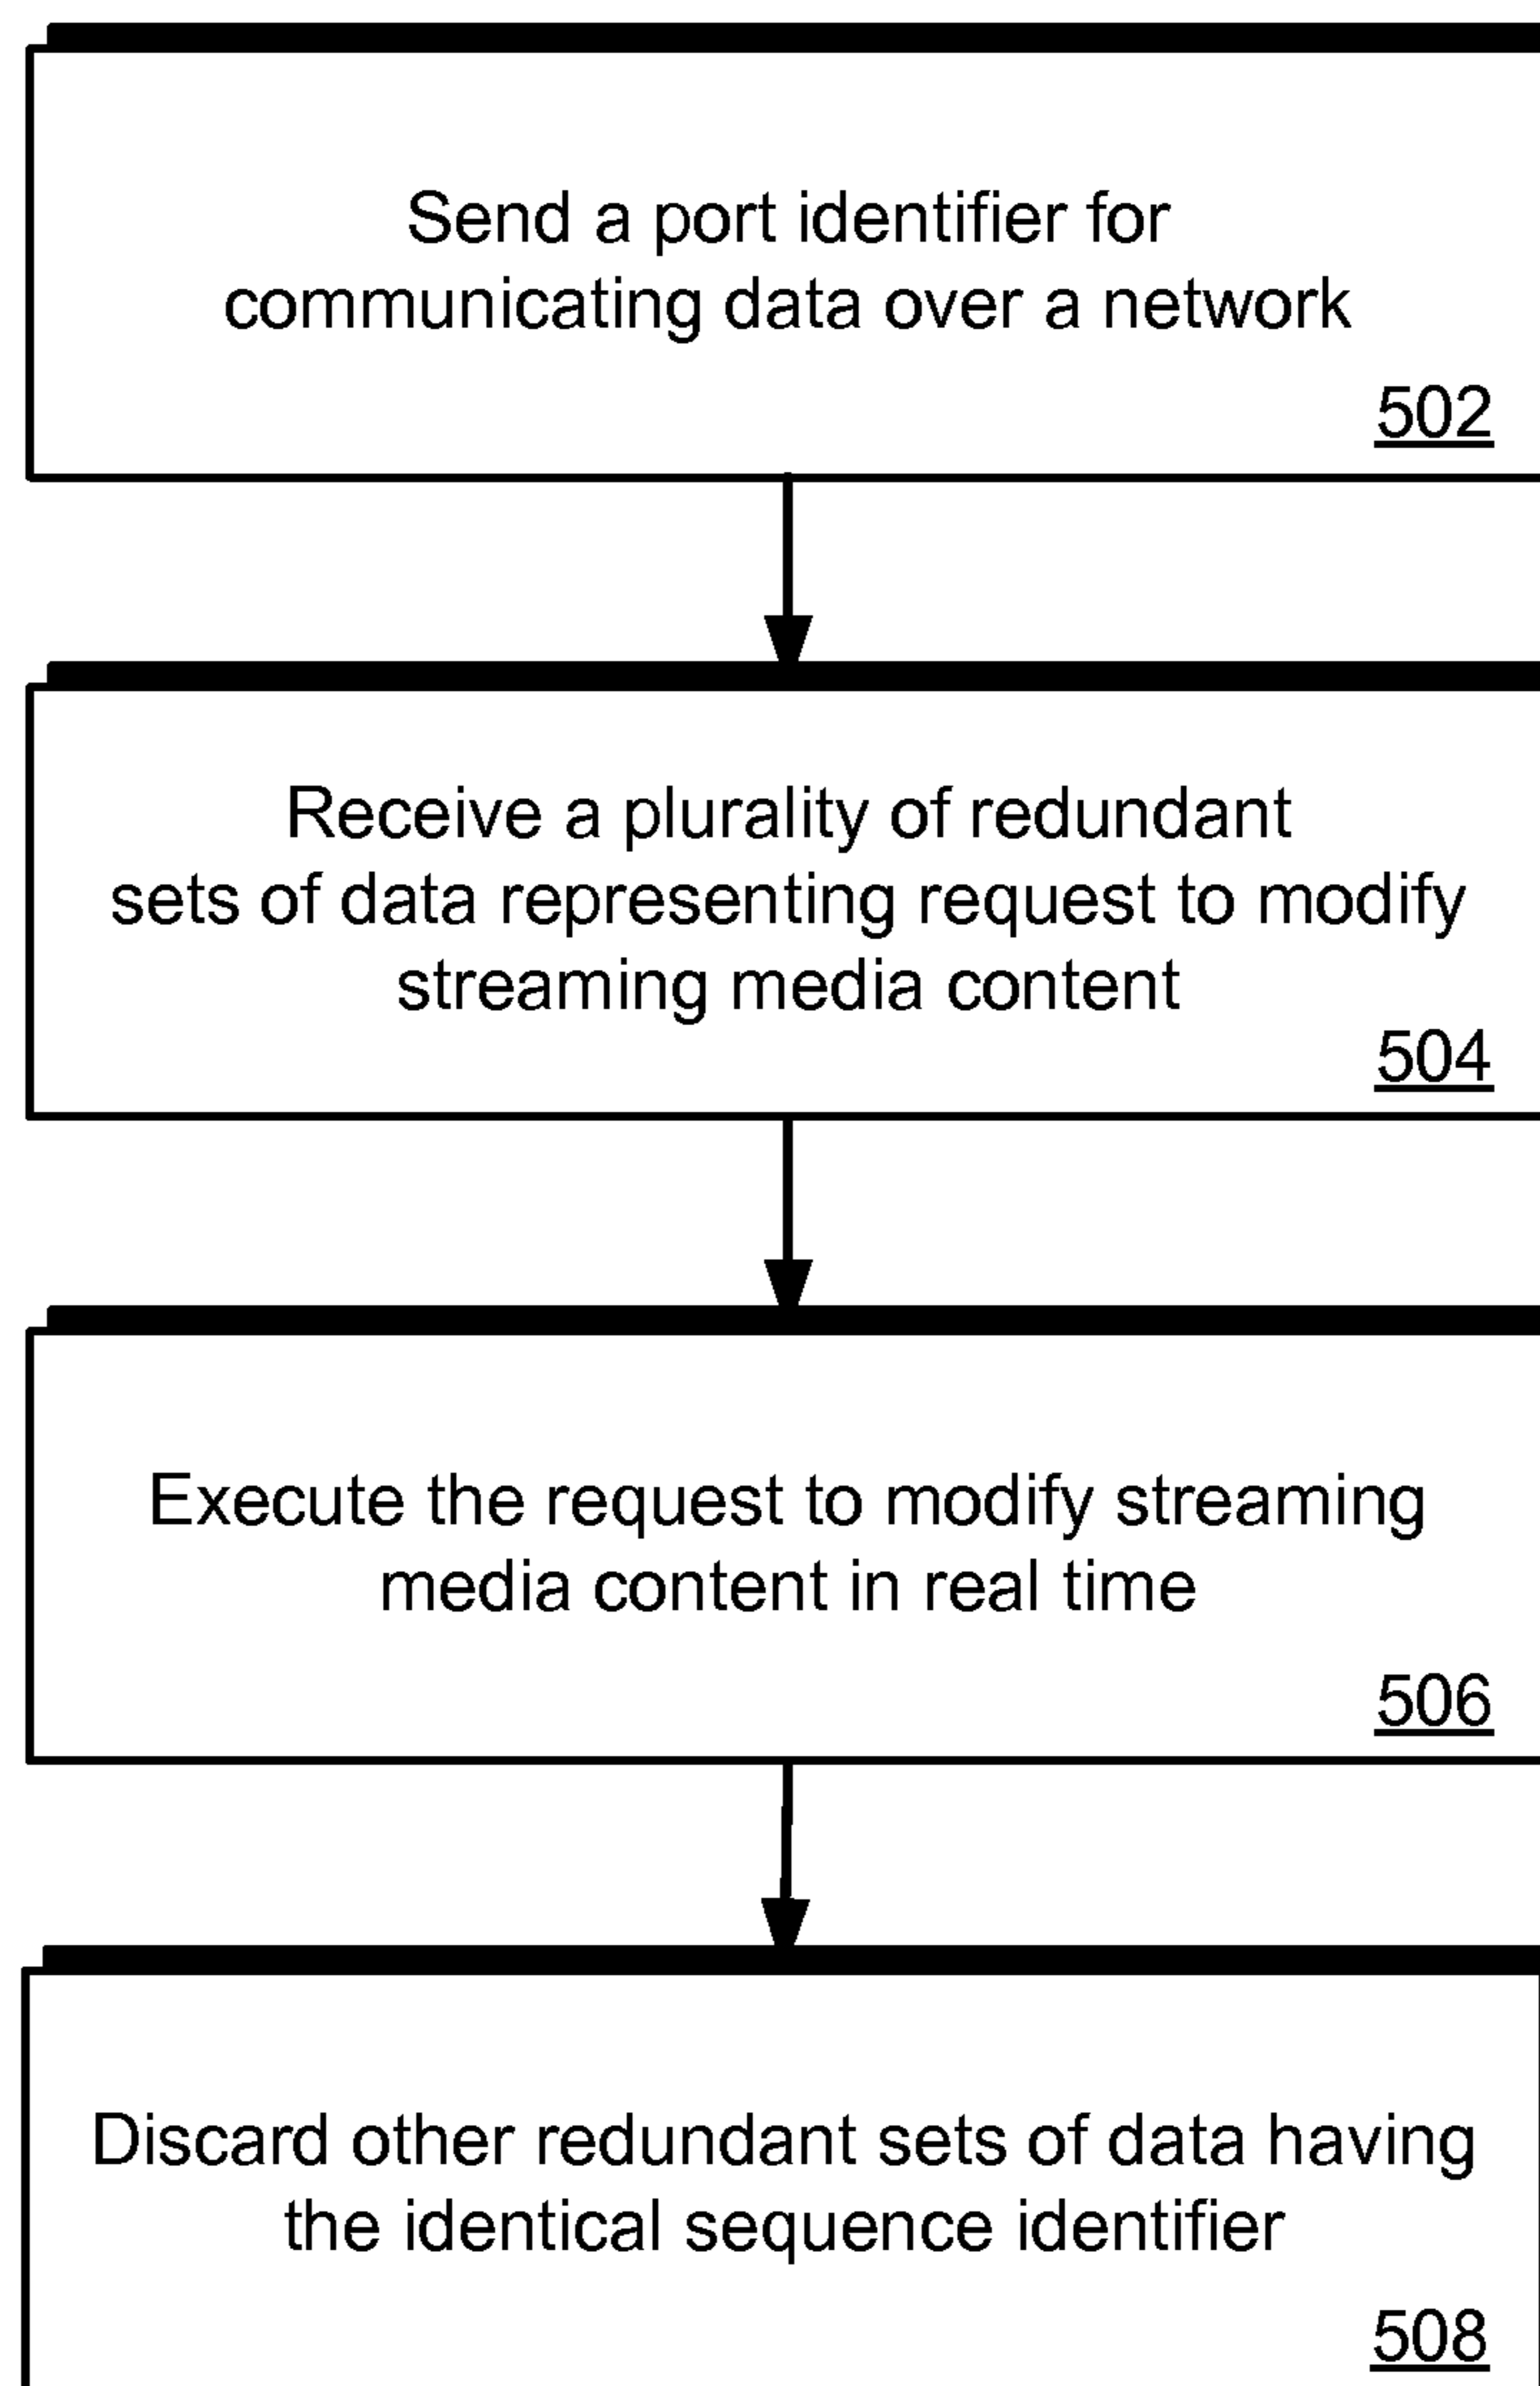 Send a port identifier for
communicating data over a network
502
Receive a plurality of redundant
sets of data representing request to modify
streaming media content
504
Execute the request to modify streaming
media content in real time
506
Discard other redundant sets of data having
the identical sequence identifier
508